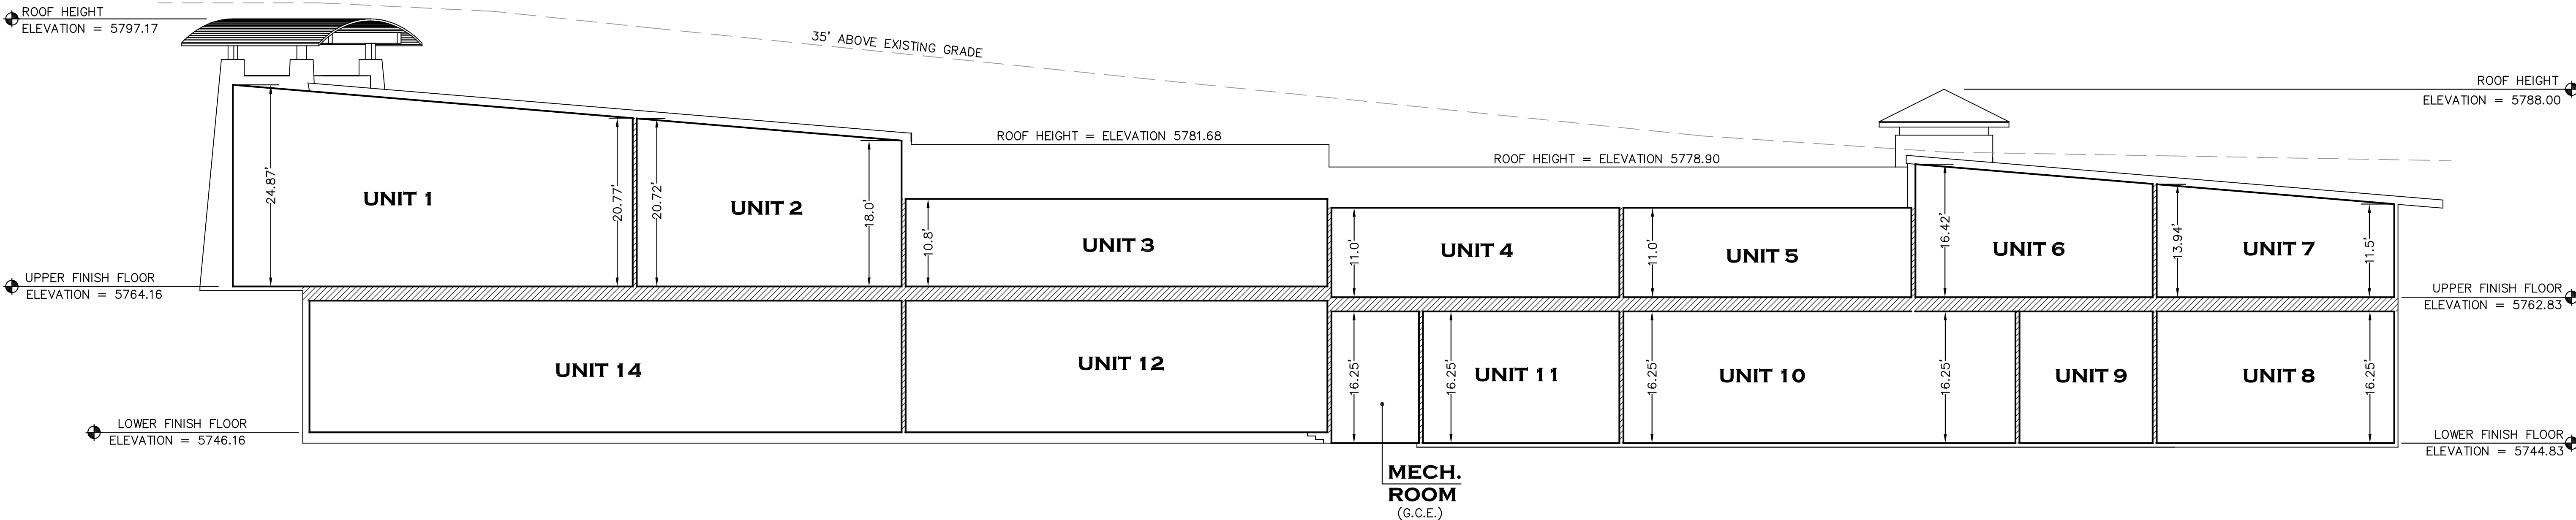 ROOF HEIGHT
ELEVATION = 5797.17
35' ABOVE EXISTING GRADE
ROOF HEIGHT
ELEVATION = 5788.00
ROOF HEIGHT = ELEVATION 5781.68
ROOF HEIGHT = ELEVATION 5778.90
24.87'
UNIT 1
20.77'
20.72'
UNIT 2
18.0'
10.8'
UNIT 3
11.0'
UNIT 4
11.0'
UNIT 5
16.42'
UNIT 6
13.94'
UNIT 7
11.5'
UPPER FINISH FLOOR
ELEVATION = 5764.16
UPPER FINISH FLOOR
ELEVATION = 5762.83
UNIT 14
UNIT 12
16.25'
16.25'
UNIT 11
16.25'
UNIT 10
16.25'
UNIT 9
UNIT 8
16.25'
LOWER FINISH FLOOR
ELEVATION = 5746.16
LOWER FINISH FLOOR
ELEVATION = 5744.83
MECH.
ROOM
(G.C.E.)